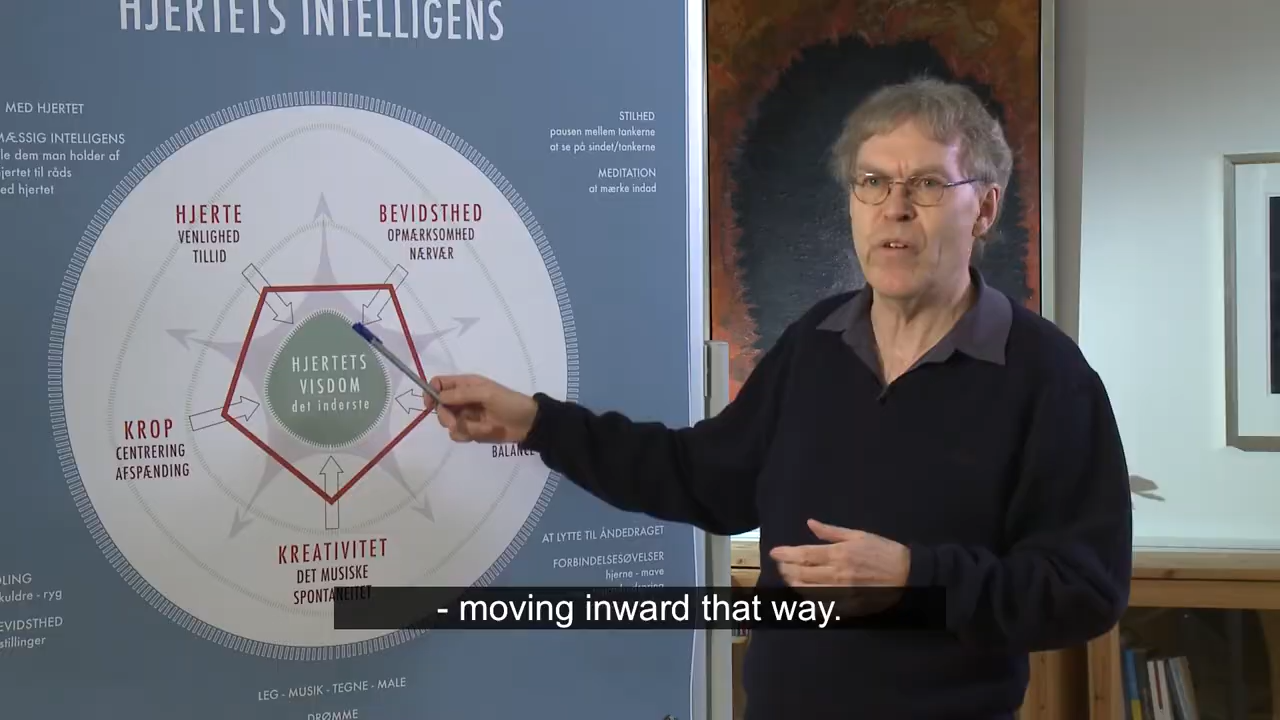 HJERTETS INTELLIGENS
MED HJERTET
MÆSSIG INTELLIGENS
le dem man holder af
jertet til råds
ed hjertet
STILHED
pausen mellem tankerne
at se på sindet/tankerne
MEDITATION
at mærke indad
HJERTE
VENLIGHED
TILLID
BEVIDSTHED
OPMÆRKSOMHED
NÆRVÆR
HJERTETS
VISDOM
det inderste
KROP
CENTRERING
AFSPÆNDING
BALANCE
KREATIVITET
DET MUSISKE
SPONTANEITET
AT LYTTE TIL ÅNDEDRAGET
FORBINDELSESØVELSER
hjerne - mave
DLING
kuldre - ryg
EVIDSTHED
stillinger
- moving inward that way.
LEG - MUSIK - TEGNE - MALE
DRØMME